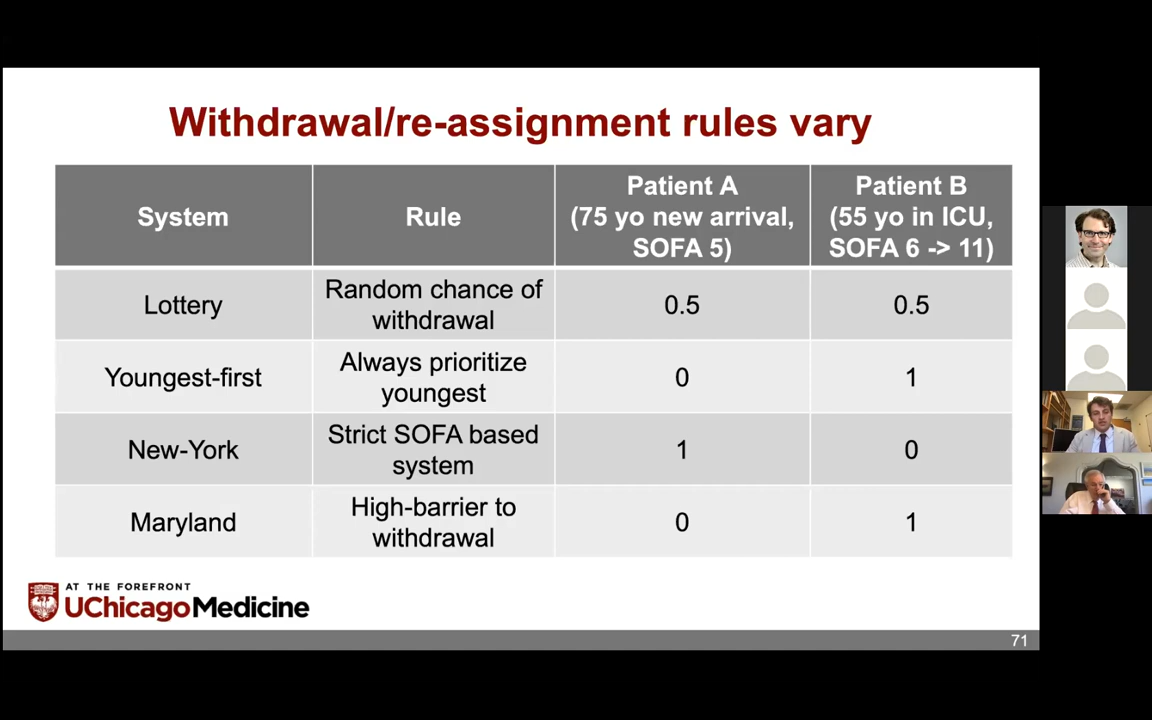 Withdrawal/re-assignment rules vary
System
Rule
Patient A
(75 yo new arrival,
SOFA 5)
Patient B
(55 yo in ICU,
SOFA 6 -> 11)
Lottery
Random chance of
withdrawal
0.5
0.5
Youngest-first
Always prioritize
youngest
0
1
New-York
Strict SOFA based
system
1
0
Maryland
High-barrier to
withdrawal
0
1
AT THE FOREFRONT
UChicagoMedicine
71